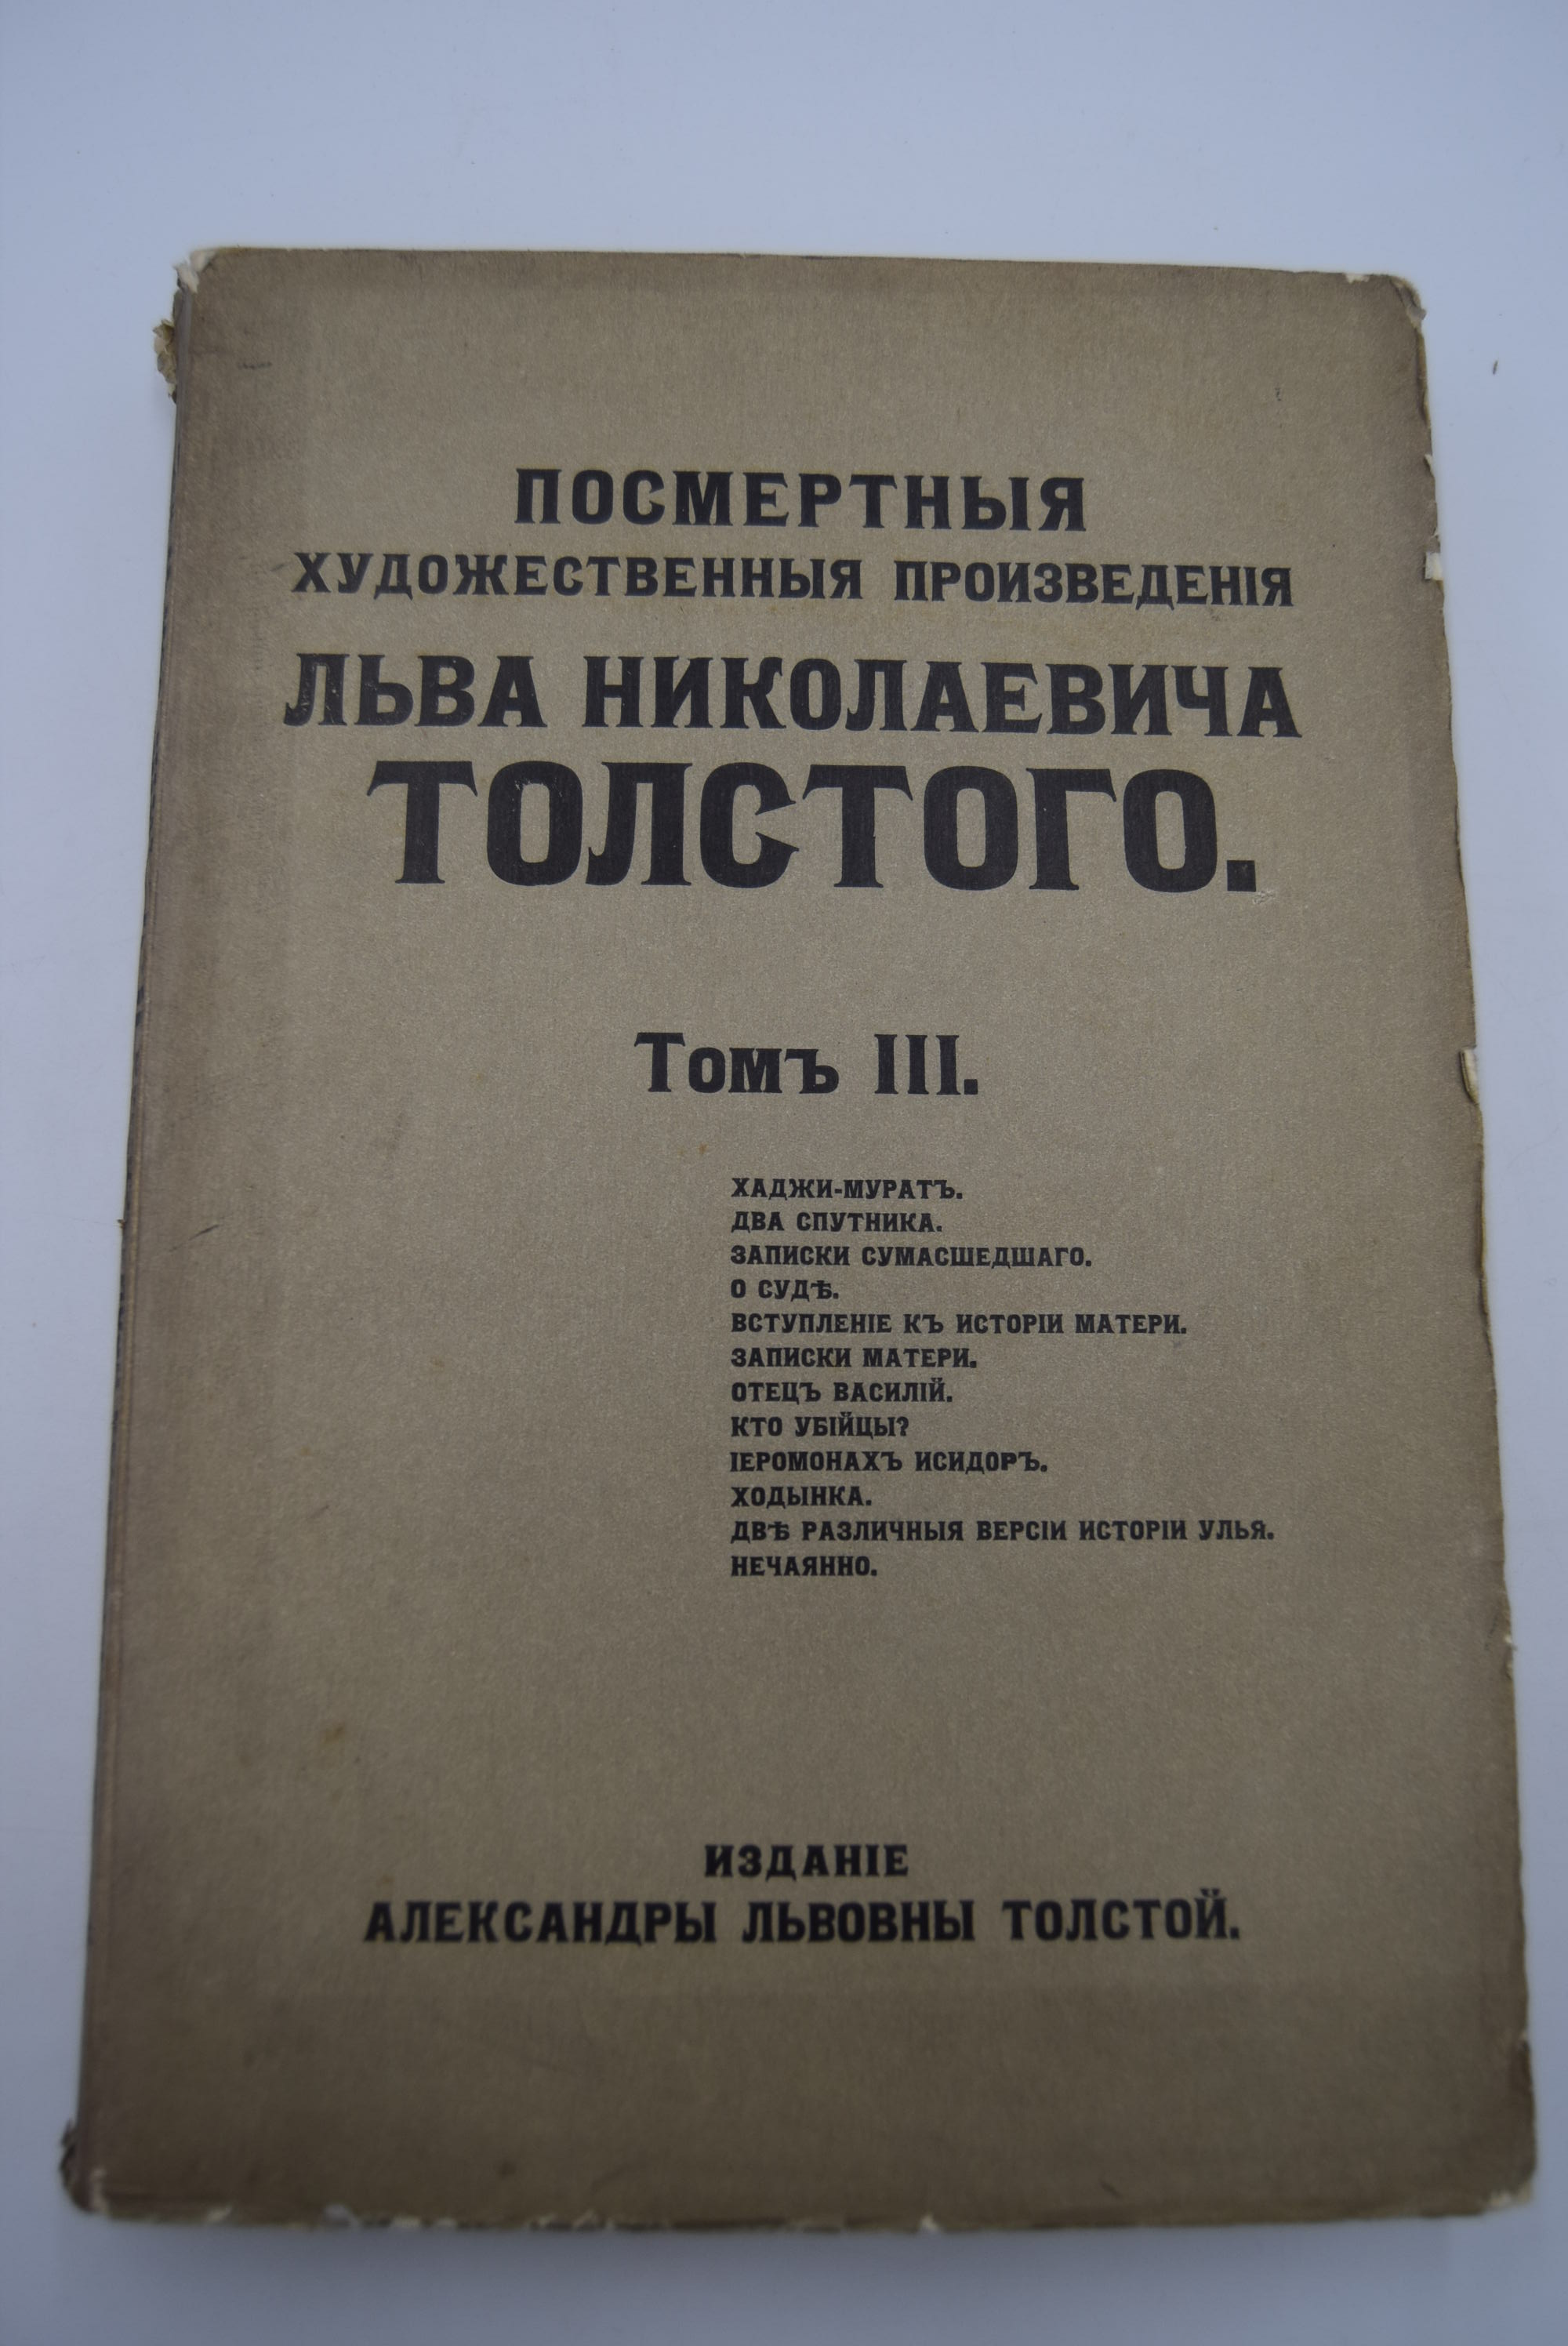 ПОСМЕРТНЫЯ
ХУДОЖЕСТВЕННЫЯ ПРОИЗВЕДЕНІЯ
ЛЬВА НИКОЛАЕВИЧА
ТОЛСТОГО.
Томъ III.
ХАДЖИ-МУРАТЪ.
ДВА СПУТНИКА.
ЗАПИСКИ СУМАСШЕДШАГО.
О СУДѢ.
ВСТУПЛЕНІЕ КЪ ИСТОРІИ МАТЕРИ.
ЗАПИСКИ МАТЕРИ.
ОТЕЦЪ ВАСИЛІЙ.
КТО УБІЙЦЫ?
ІЕРОМОНАХЪ ИСИДОРЪ.
ХОДЫНКА.
ДВѢ РАЗЛИЧНЫЯ ВЕРСІИ ИСТОРІИ УЛЬЯ.
НЕЧАЯННО.
ИЗДАНІЕ
АЛЕКСАНДРЫ ЛЬВОВНЫ ТОЛСТОЙ.